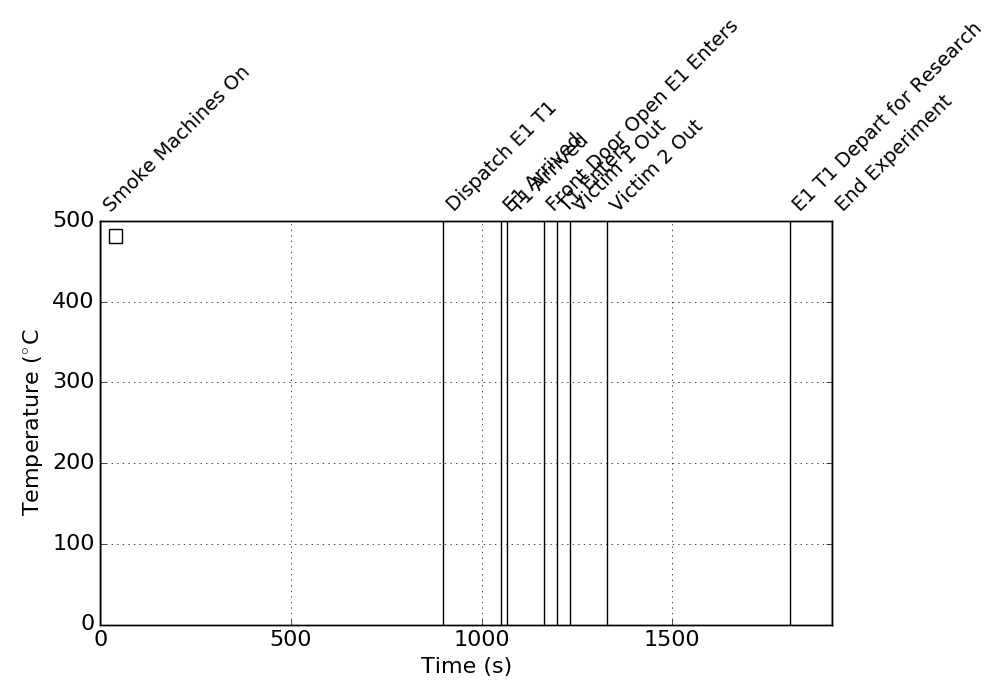 Smoke Machines On
Dispatch E1 T1
E1 Arrived
T1 Arrived
Front Door Open E1 Enters
T1 Enters
Victim 1 Out
Victim 2 Out
E1 T1 Depart for Research
End Experiment
500
400
300
200
100
0
Temperature (°C
0 500 1000 1500
Time (s)